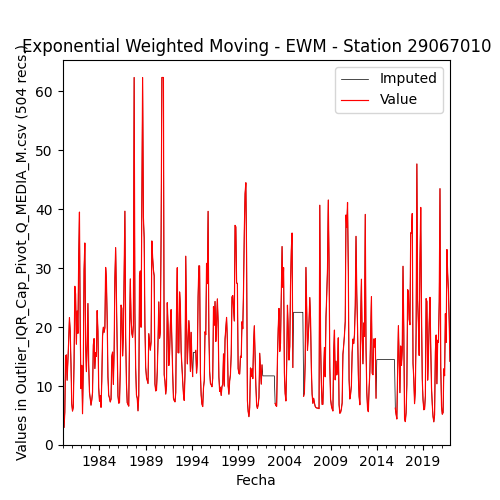 Exponential Weighted Moving - EWM - Station 29067010
Values in Outlier_IQR_Cap_Pivot_Q_MEDIA_M.csv (504 recs.)
Imputed
Value
60
50
40
30
20
10
0
1984 1989 1994 1999 2004 2009 2014 2019
Fecha